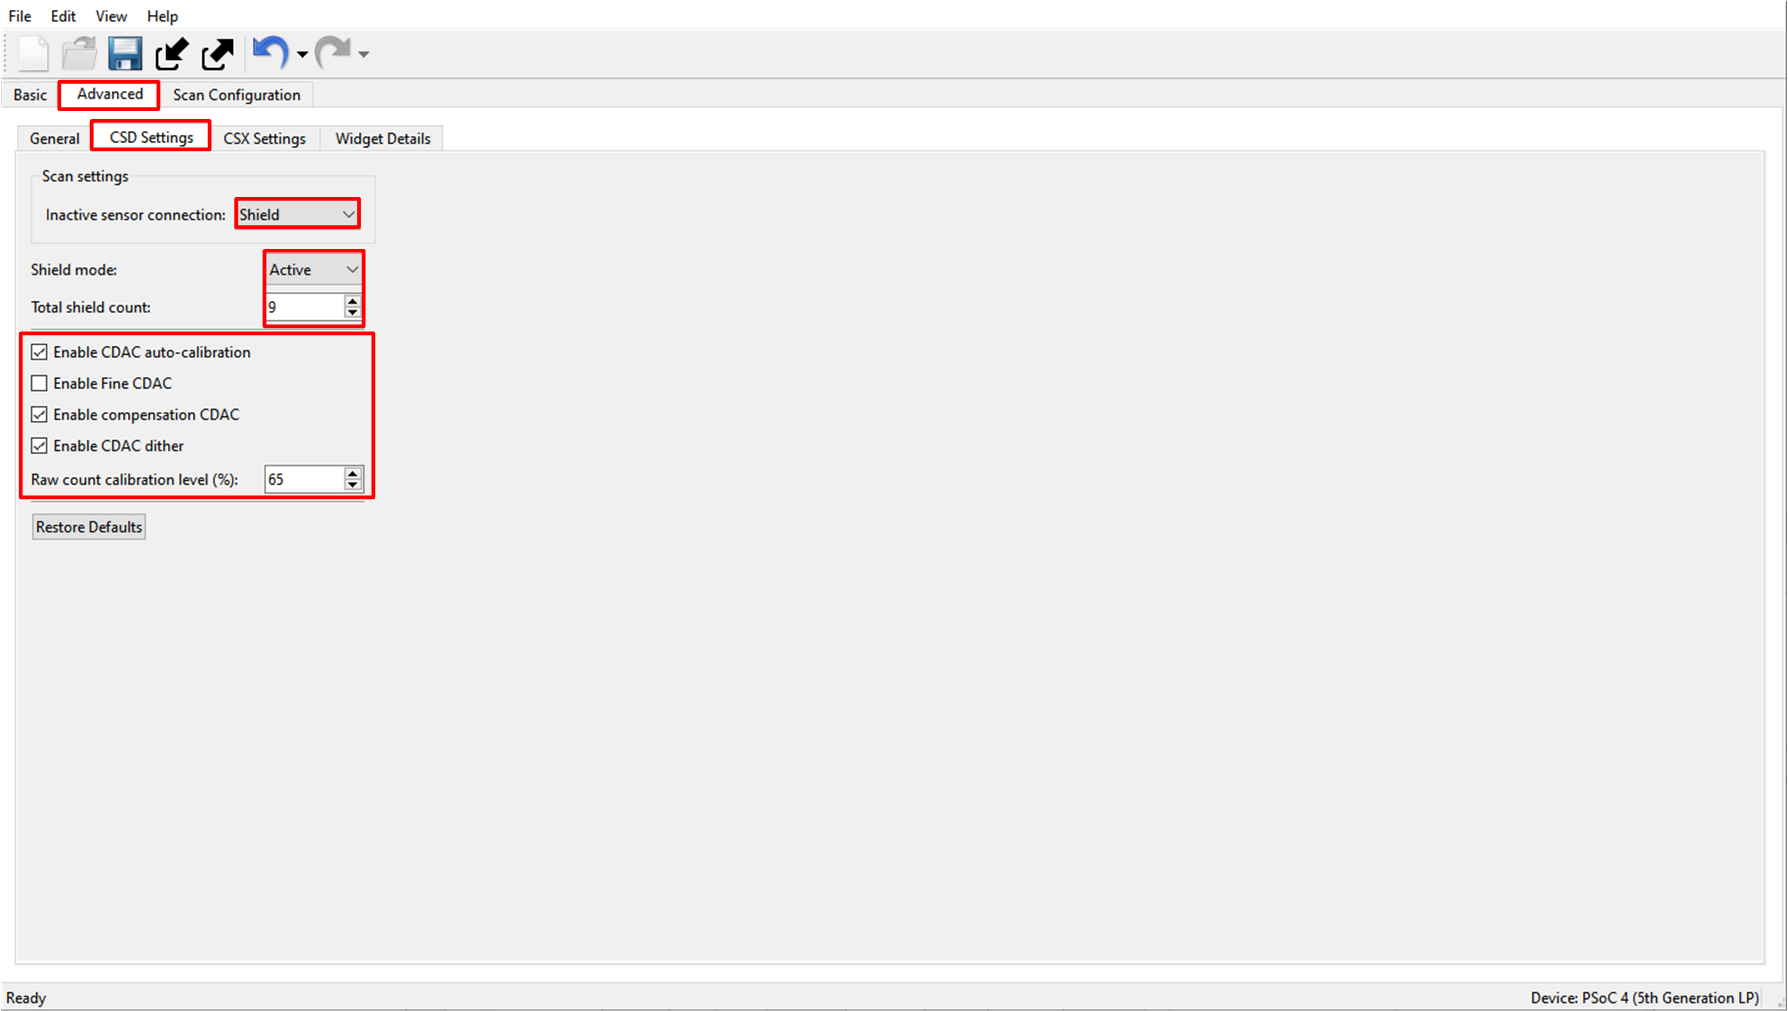 File Edit View Help
Basic Advanced Scan Configuration
General CSD Settings CSX Settings Widget Details
Scan settings
Inactive sensor connection: Shield
Shield mode: Active
Total shield count: 9
Enable CDAC auto-calibration
Enable Fine CDAC
Enable compensation CDAC
Enable CDAC dither
Raw count calibration level (%): 65
Restore Defaults
Ready Device: PSoC 4 (5th Generation LP)